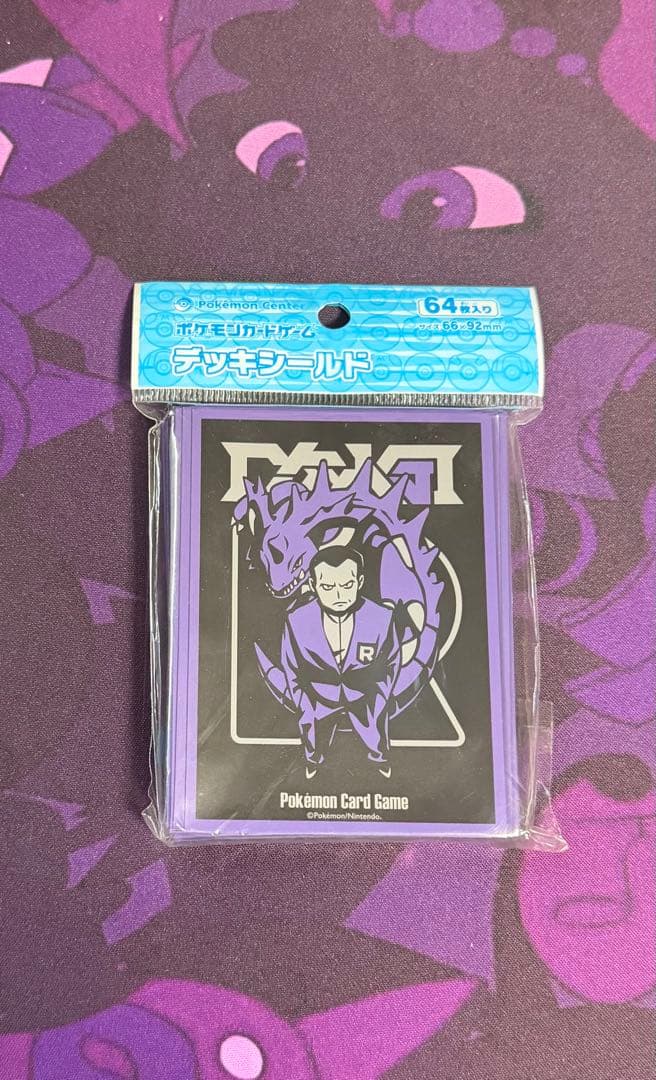 Pokémon Center
64枚入り
ポケモンカードゲーム
サイズ 66×92mm
デッキシールド
R
Pokémon Card Game
©Pokémon/Nintendo.